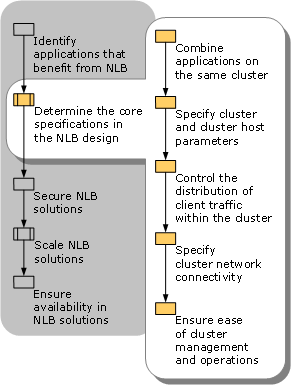 Identify
applications that
benefit from NLB
Determine the core
specifications in
the NLB design
Secure NLB
solutions
Scale NLB
solutions
Ensure
availability in
NLB solutions
Combine
applications on
the same cluster
Specify cluster
and cluster host
parameters
Control the
distribution of
client traffic
within the cluster
Specify
cluster network
connectivity
Ensure ease
of cluster
management
and operations